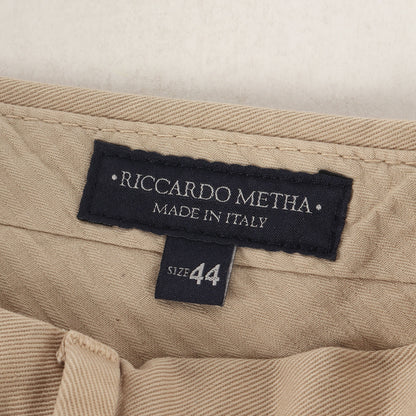 • RICCARDO METHA •
MADE IN ITALY
SIZE 44